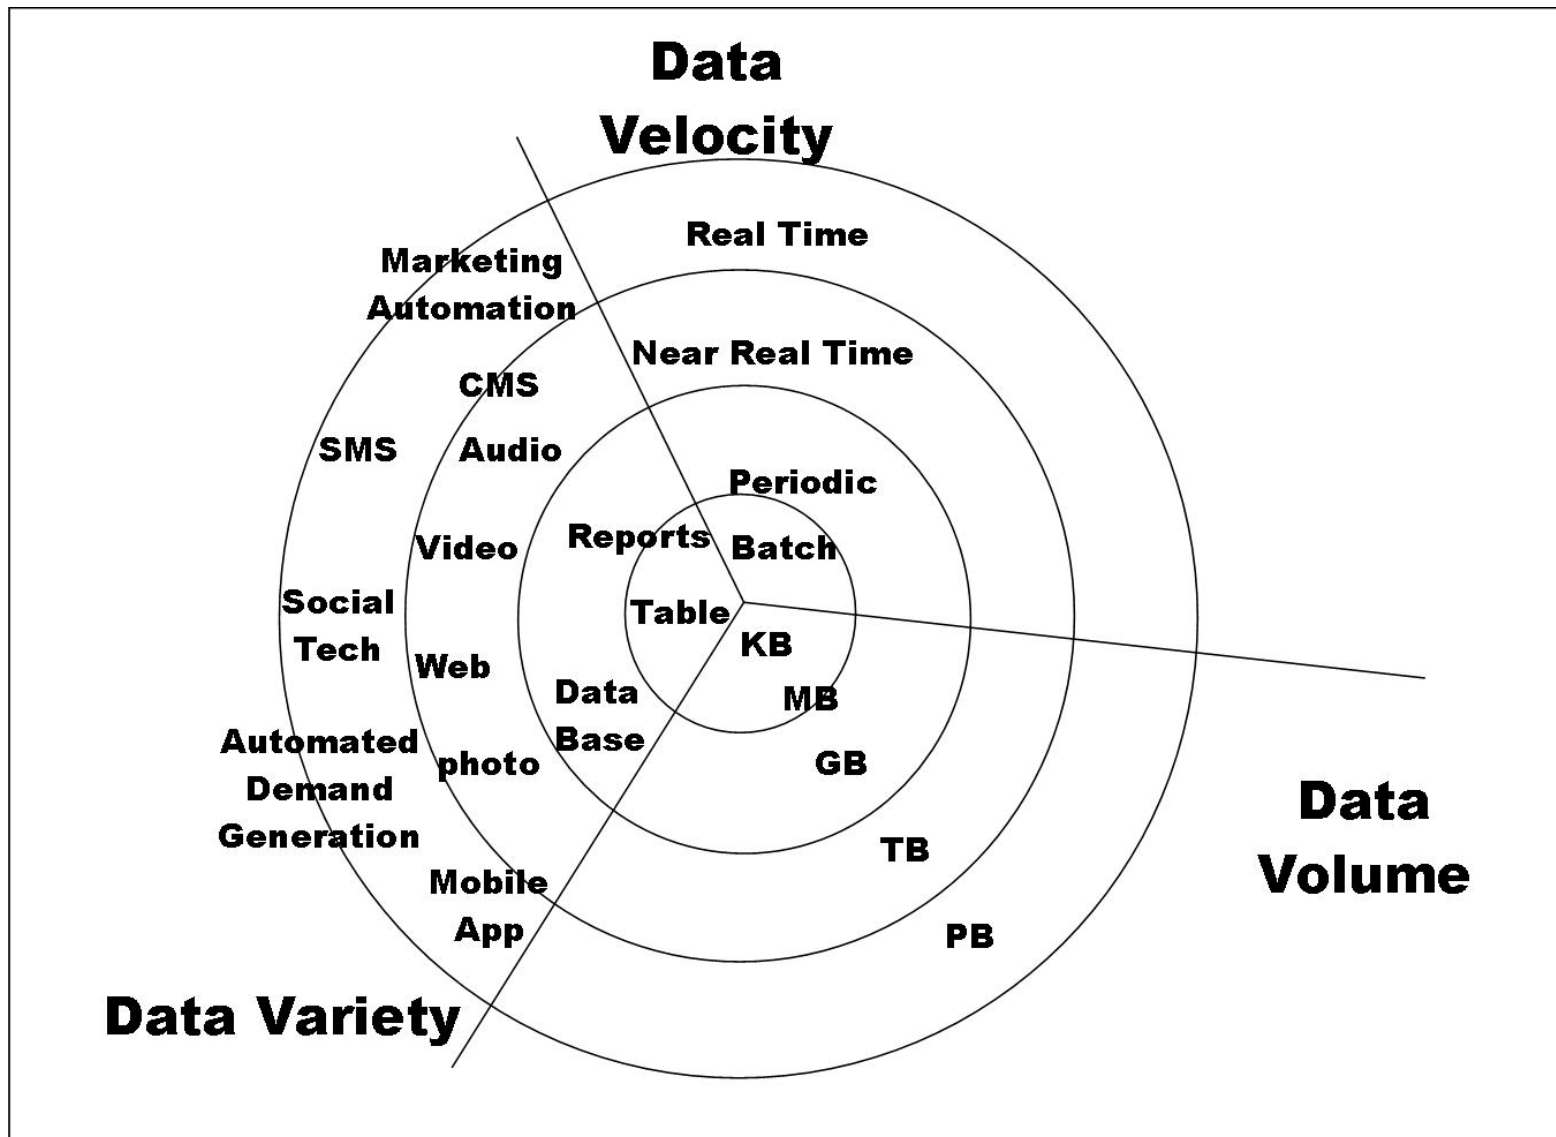 Data
Velocity
Real Time
Marketing
Automation
Near Real Time
CMS
SMS
Audio
Periodic
Reports
Batch
Video
Social
Tech
Table
KB
Web
Data
Base
MB
Automated
Demand
Generation
photo
GB
Data
Volume
TB
Mobile
App
PB
Data Variety